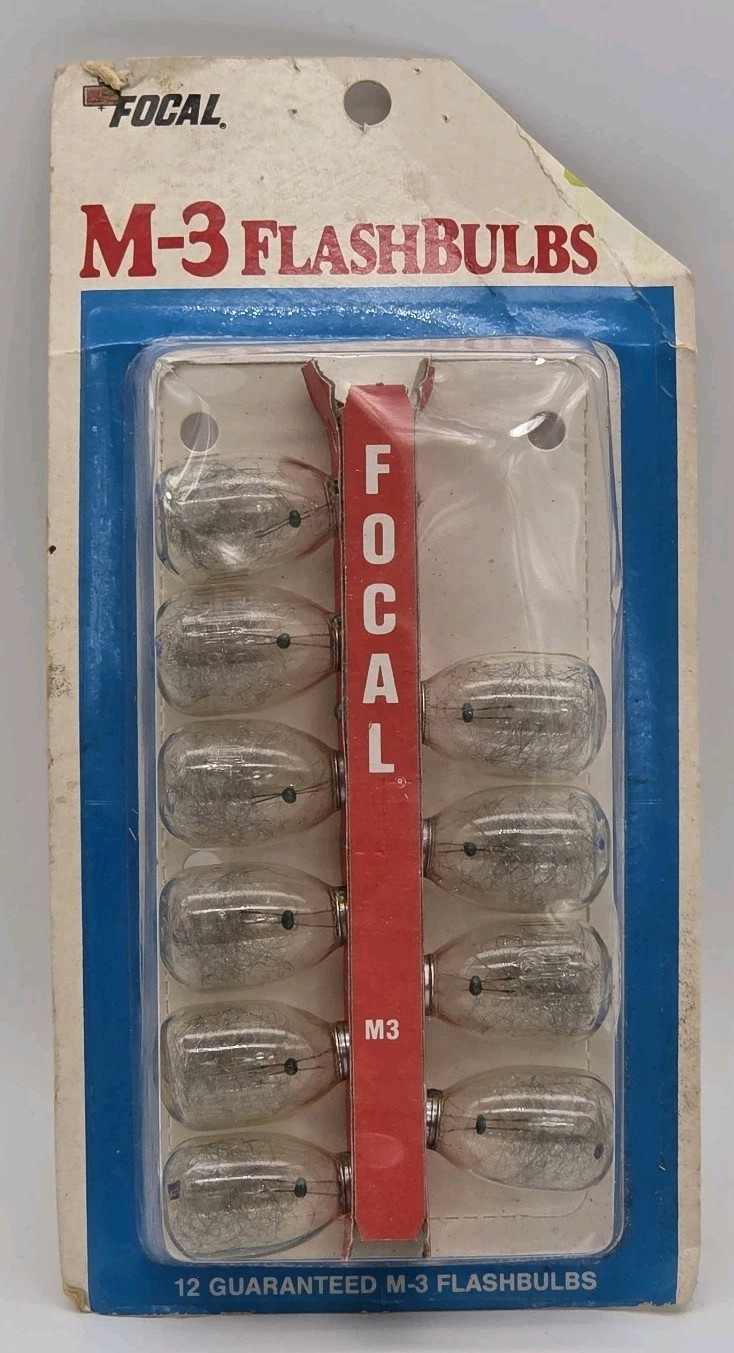 FOCAL®
M-3 FLASHBULBS
FOCAL®
M3
12 GUARANTEED M-3 FLASHBULBS